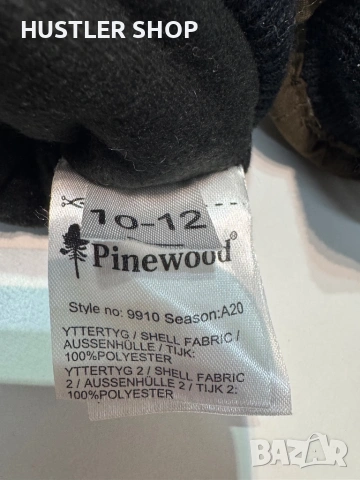 HUSTLER SHOP
10-12
Pinewood®
Style no: 9910 Season:A20
YTTERTYG / SHELL FABRIC /
AUSSENHÜLLE / TIJK:
100%POLYESTER
YTTERTYG 2 / SHELL FABRIC
2 / AUSSENHÜLLE 2 / TIJK 2:
100%POLYESTER
BAZAR